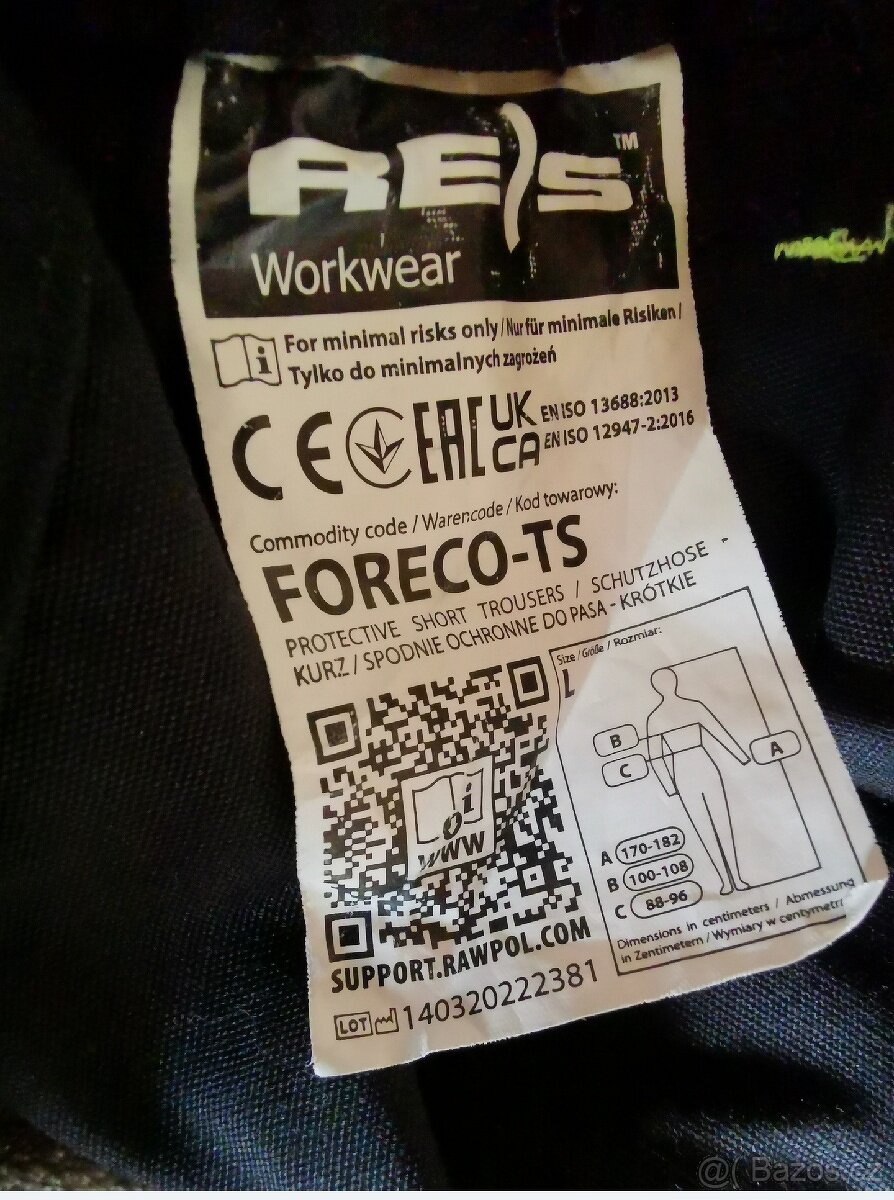 REIS™
Workwear
For minimal risks only / Nur für minimale Risiken /
Tylko do minimalnych zagrożeń
CE EAC UK CA
EN ISO 13688:2013
EN ISO 12947-2:2016
Commodity code / Warencode / Kod towarowy:
FORECO-TS
PROTECTIVE SHORT TROUSERS / SCHUTZHOSE -
KURZ / SPODNIE OCHRONNE DO PASA - KRÓTKIE
Size / Größe / Rozmiar:
L
B
C
A
i
www
A 170-182
B 100-108
C 88-96
Dimensions in centimeters / Abmessung
in Zentimetern / Wymiary w centymetr
SUPPORT.RAWPOL.COM
LOT 140320222381
@( Bazos.cz